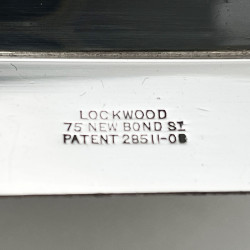 LOCKWOOD
75 NEW BOND ST
PATENT 28511-08